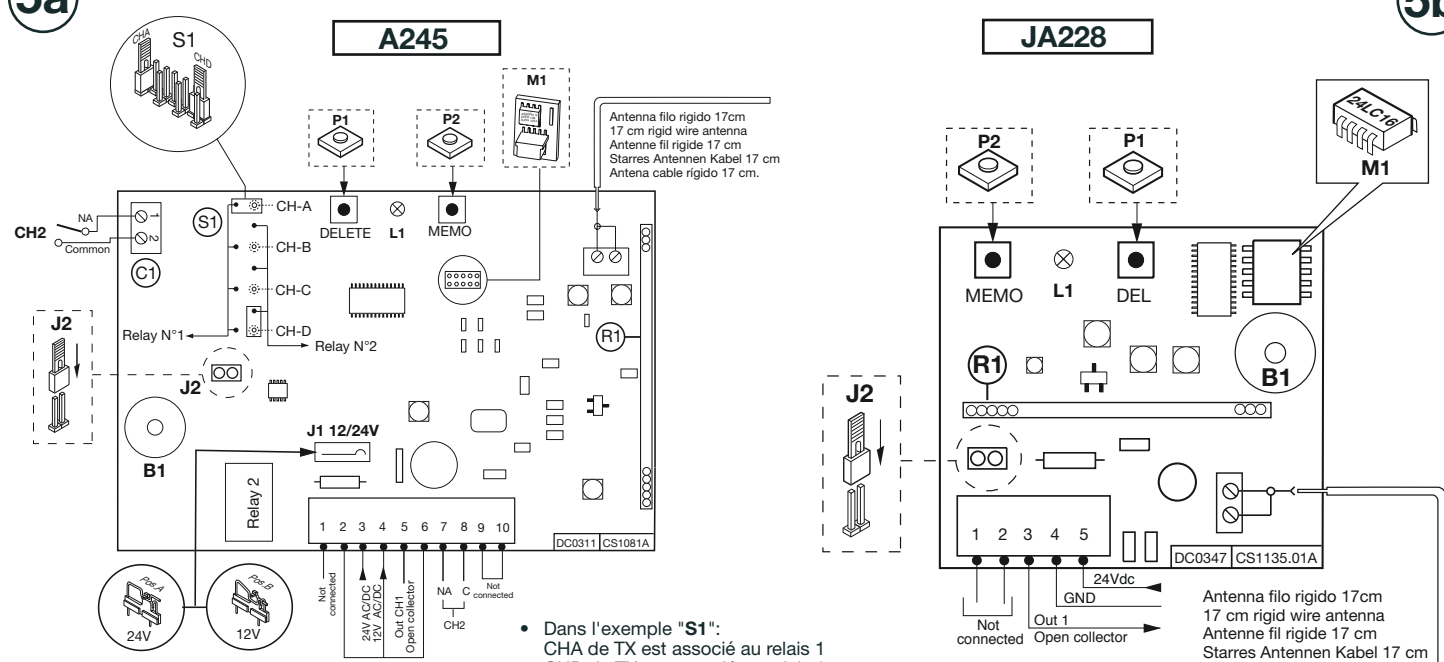 5a
A245
JA228
5b
CHA
S1
CHD
P1
P2
M1
Antenna filo rigido 17cm
17 cm rigid wire antenna
Antenne fil rigide 17 cm
Starres Antennen Kabel 17 cm
Antena cable rígido 17 cm.
CH2
NA
Common
1
2
C1
S1
CH-A
CH-B
CH-C
CH-D
DELETE
L1
MEMO
Relay N°1
Relay N°2
J2
J2
R1
B1
J1 12/24V
Relay 2
1 2 3 4 5 6 7 8 9 10
DC0311 CS1081A
Not connected
24V AC/DC
12V AC/DC
Out CH1
Open collector
NA C
CH2
Not connected
Pos.A
24V
Pos.B
12V
• Dans l'exemple "S1":
CHA de TX est associé au relais 1
P2
P1
24LC16
M1
MEMO
L1
DEL
R1
B1
J2
1 2 3 4 5
DC0347 CS1135.01A
24Vdc
GND
Out 1
Open collector
Not connected
Antenna filo rigido 17cm
17 cm rigid wire antenna
Antenne fil rigide 17 cm
Starres Antennen Kabel 17 cm